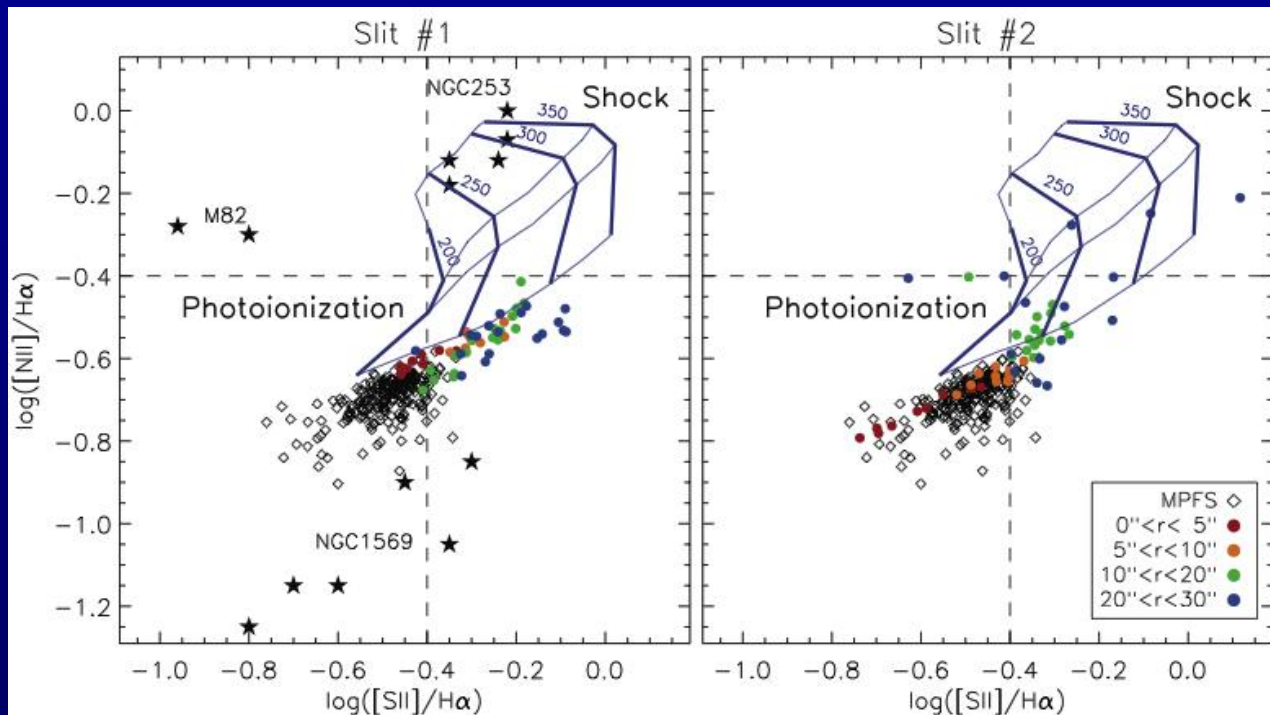 Slit #1
Slit #2
NGC253
Shock
350
300
250
200
M82
Photoionization
NGC1569
Shock
350
300
250
200
Photoionization
MPFS
0"<r< 5"
5"<r<10"
10"<r<20"
20"<r<30"
0.0
−0.2
−0.4
−0.6
−0.8
−1.0
−1.2
log([NII]/Hα)
−1.0 −0.8 −0.6 −0.4 −0.2 0.0
−1.0 −0.8 −0.6 −0.4 −0.2 0.0
log([SII]/Hα)
log([SII]/Hα)